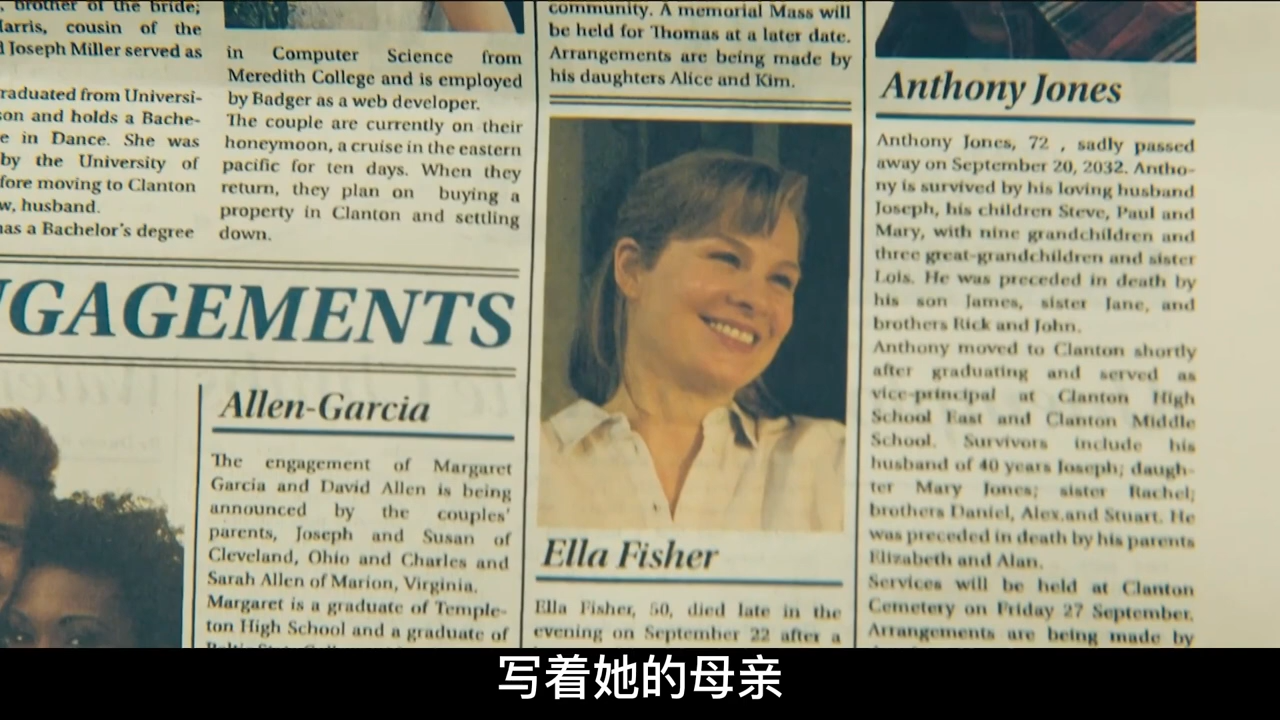 , brother of the bride;
Harris, cousin of the
Joseph Miller served as
raduated from Universi-
son and holds a Bache-
e in Dance. She was
by the University of
fore moving to Clanton
w, husband.
has a Bachelor's degree
in Computer Science from
Meredith College and is employed
by Badger as a web developer.
The couple are currently on their
honeymoon, a cruise in the eastern
pacific for ten days. When they
return, they plan on buying a
property in Clanton and settling
down.
NGAGEMENTS
Allen-Garcia
The engagement of Margaret
Garcia and David Allen is being
announced by the couples'
parents, Joseph and Susan of
Cleveland, Ohio and Charles and
Sarah Allen of Marion, Virginia.
Margaret is a graduate of Temple-
ton High School and a graduate of
community. A memorial Mass will
be held for Thomas at a later date.
Arrangements are being made by
his daughters Alice and Kim.
Ella Fisher
Ella Fisher, 50, died late in the
evening on September 22 after a
Anthony Jones
Anthony Jones, 72 , sadly passed
away on September 20, 2032. Antho-
ny is survived by his loving husband
Joseph, his children Steve, Paul and
Mary, with nine grandchildren and
three great-grandchildren and sister
Lois. He was preceded in death by
his son James, sister Jane, and
brothers Rick and John.
Anthony moved to Clanton shortly
after graduating and served as
vice-principal at Clanton High
School East and Clanton Middle
School. Survivors include his
husband of 40 years Joseph; daugh-
ter Mary Jones; sister Rachel;
brothers Daniel, Alex.and Stuart. He
was preceded in death by his parents
Elizabeth and Alan.
Services will be held at Clanton
Cemetery on Friday 27 September.
Arrangements are being made by
写着她的母亲